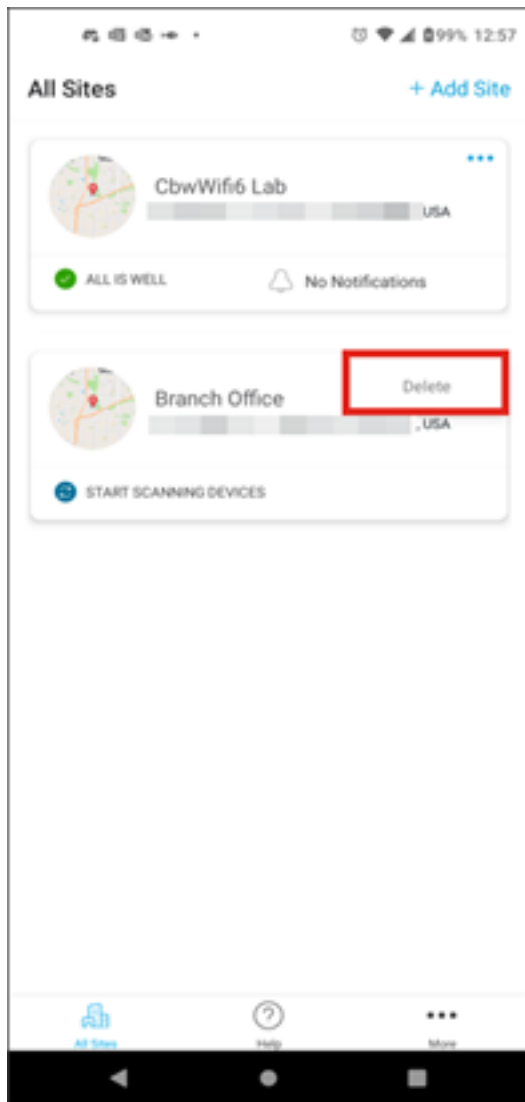 99% 12:57
All Sites
+ Add Site
CbwWifi6 Lab
USA
ALL IS WELL
No Notifications
Delete
Branch Office
, USA
START SCANNING DEVICES
All Sites
Help
More